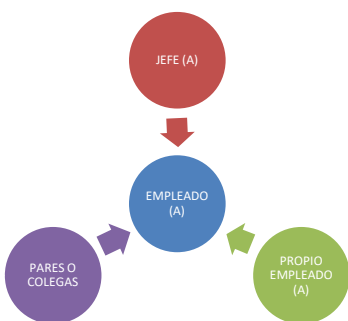 JEFE (A)
EMPLEADO
(A)
PARES O
COLEGAS
PROPIO
EMPLEADO
(A)